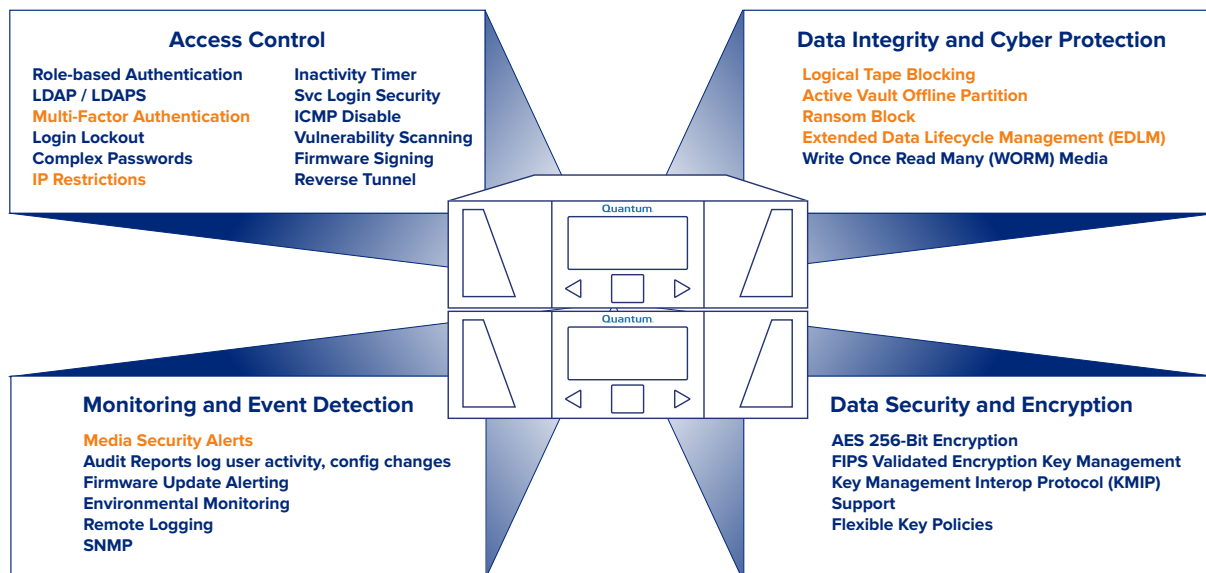 Access Control
Role-based Authentication
LDAP / LDAPS
Multi-Factor Authentication
Login Lockout
Complex Passwords
IP Restrictions
Inactivity Timer
Svc Login Security
ICMP Disable
Vulnerability Scanning
Firmware Signing
Reverse Tunnel
Data Integrity and Cyber Protection
Logical Tape Blocking
Active Vault Offline Partition
Ransom Block
Extended Data Lifecycle Management (EDLM)
Write Once Read Many (WORM) Media
Quantum
Quantum
Monitoring and Event Detection
Media Security Alerts
Audit Reports log user activity, config changes
Firmware Update Alerting
Environmental Monitoring
Remote Logging
SNMP
Data Security and Encryption
AES 256-Bit Encryption
FIPS Validated Encryption Key Management
Key Management Interop Protocol (KMIP)
Support
Flexible Key Policies